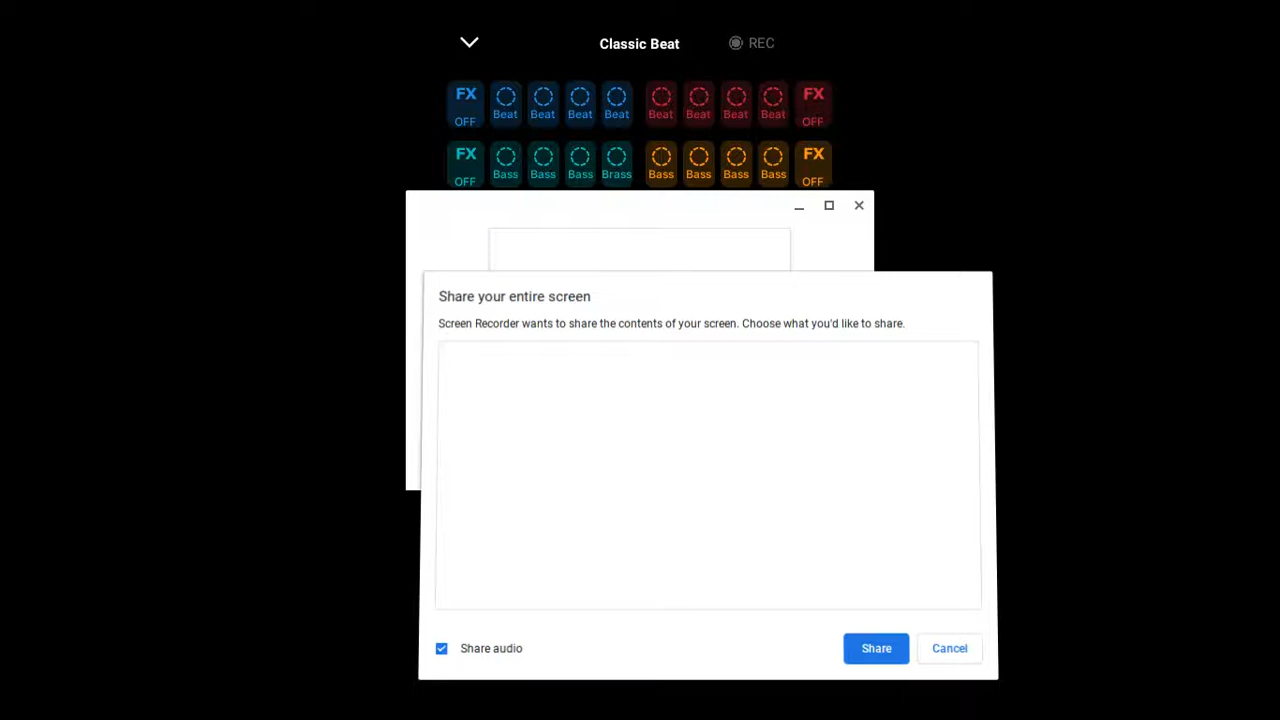 Classic Beat REC
FX Beat Beat Beat Beat Beat Beat Beat Beat FX
OFF OFF
FX Bass Bass Bass Brass Bass Bass Bass Bass FX
OFF OFF
Share your entire screen
Screen Recorder wants to share the contents of your screen. Choose what you'd like to share.
Share audio Share Cancel